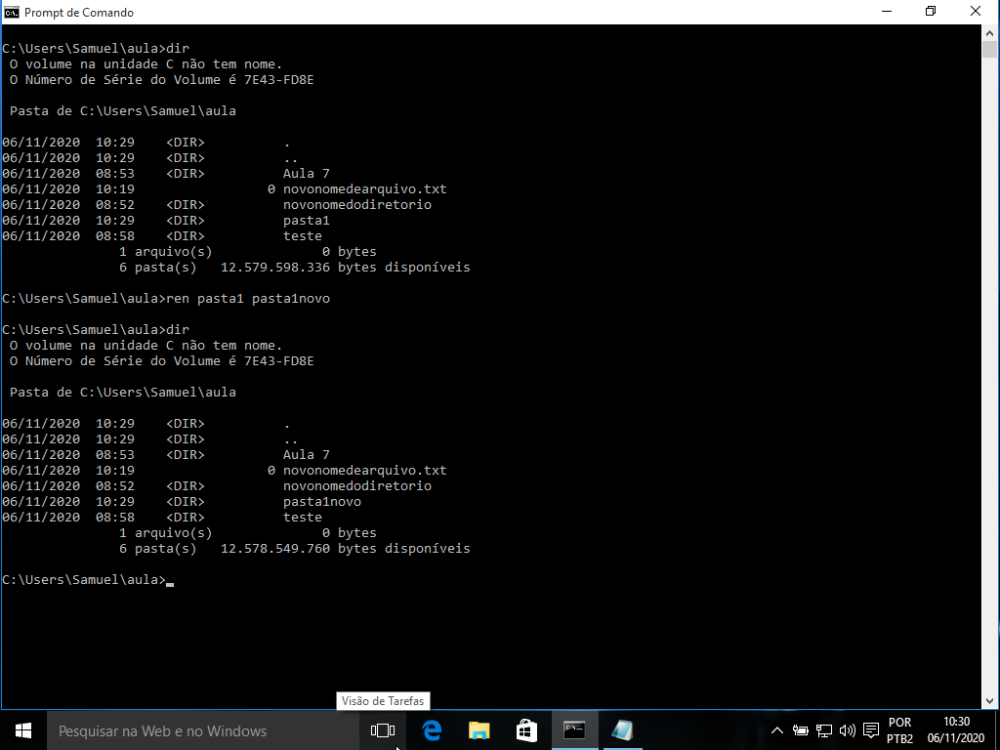 Prompt de Comando
C:\Users\Samuel\aula>dir
O volume na unidade C não tem nome.
O Número de Série do Volume é 7E43-FD8E
Pasta de C:\Users\Samuel\aula
06/11/2020  10:29    <DIR>          .
06/11/2020  10:29    <DIR>          ..
06/11/2020  08:53    <DIR>          Aula 7
06/11/2020  10:19                 0 novonomedearquivo.txt
06/11/2020  08:52    <DIR>          novonomedodiretorio
06/11/2020  10:29    <DIR>          pasta1
06/11/2020  08:58    <DIR>          teste
1 arquivo(s)              0 bytes
6 pasta(s)   12.579.598.336 bytes disponíveis
C:\Users\Samuel\aula>ren pasta1 pasta1novo
C:\Users\Samuel\aula>dir
O volume na unidade C não tem nome.
O Número de Série do Volume é 7E43-FD8E
Pasta de C:\Users\Samuel\aula
06/11/2020  10:29    <DIR>          .
06/11/2020  10:29    <DIR>          ..
06/11/2020  08:53    <DIR>          Aula 7
06/11/2020  10:19                 0 novonomedearquivo.txt
06/11/2020  08:52    <DIR>          novonomedodiretorio
06/11/2020  10:29    <DIR>          pasta1novo
06/11/2020  08:58    <DIR>          teste
1 arquivo(s)              0 bytes
6 pasta(s)   12.578.549.760 bytes disponíveis
C:\Users\Samuel\aula>
Visão de Tarefas
Pesquisar na Web e no Windows
POR
PTB2
10:30
06/11/2020